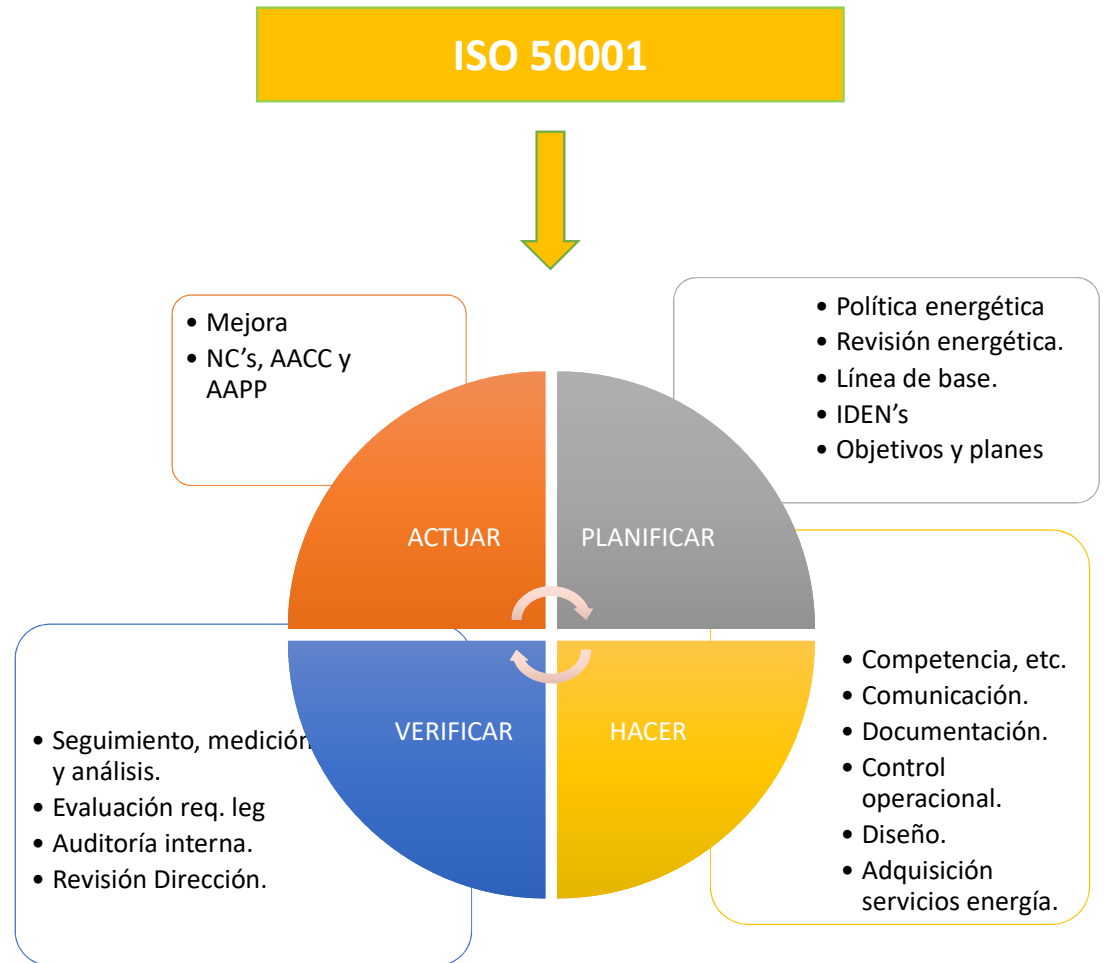 ISO 50001
• Mejora
• NC's, AACC y
AAPP
• Política energética
• Revisión energética.
• Línea de base.
• IDEN's
• Objetivos y planes
ACTUAR
PLANIFICAR
VERIFICAR
HACER
• Seguimiento, medición
y análisis.
• Evaluación req. leg
• Auditoría interna.
• Revisión Dirección.
• Competencia, etc.
• Comunicación.
• Documentación.
• Control
operacional.
• Diseño.
• Adquisición
servicios energía.